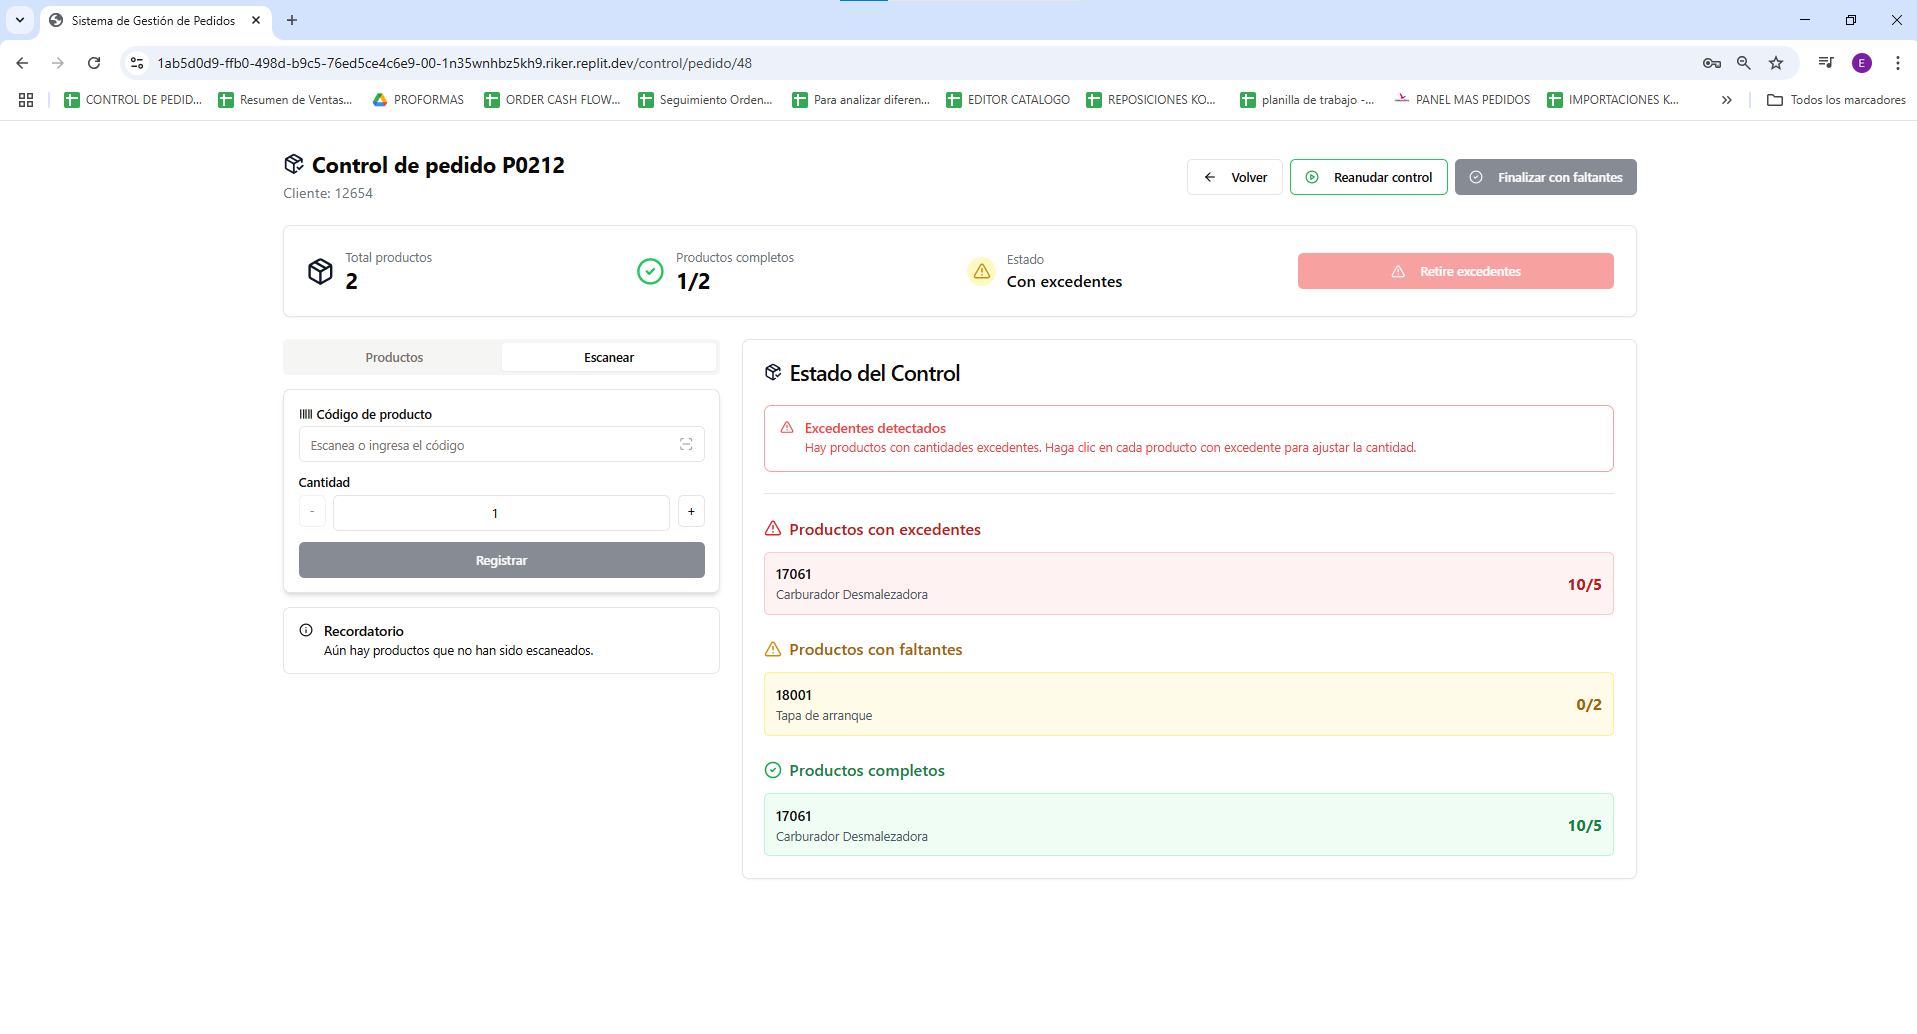 Sistema de Gestión de Pedidos
1ab5d0d9-ffb0-498d-b9c5-76ed5ce4c6e9-00-1n35wnhbz5kh9.riker.replit.dev/control/pedido/48
E
CONTROL DE PEDID...
Resumen de Ventas...
PROFORMAS
ORDER CASH FLOW...
Seguimiento Orden...
Para analizar diferen...
EDITOR CATALOGO
REPOSICIONES KO...
planilla de trabajo -...
PANEL MAS PEDIDOS
IMPORTACIONES K...
Todos los marcadores
Control de pedido P0212
Cliente: 12654
Volver
Reanudar control
Finalizar con faltantes
Total productos
2
Productos completos
1/2
Estado
Con excedentes
Retire excedentes
Productos
Escanear
Código de producto
Escanea o ingresa el código
Cantidad
-
1
+
Registrar
Recordatorio
Aún hay productos que no han sido escaneados.
Estado del Control
Excedentes detectados
Hay productos con cantidades excedentes. Haga clic en cada producto con excedente para ajustar la cantidad.
Productos con excedentes
17061
Carburador Desmalezadora
10/5
Productos con faltantes
18001
Tapa de arranque
0/2
Productos completos
17061
Carburador Desmalezadora
10/5